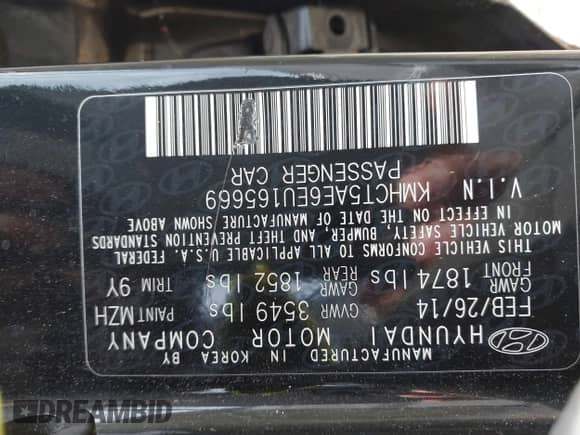 MANUFACTURED IN KOREA BY
HYUNDAI MOTOR COMPANY
FEB/26/14 GVWR 3549 lbs PAINT MZH
GAWR FRONT 1874 lbs GAWR REAR 1852 lbs TRIM 9Y
THIS VEHICLE CONFORMS TO ALL APPLICABLE U.S.A. FEDERAL
MOTOR VEHICLE SAFETY, BUMPER, AND THEFT PREVENTION STANDARDS
IN EFFECT ON THE DATE OF MANUFACTURE SHOWN ABOVE
V.I.N KMHCT5AE6EU165669
PASSENGER CAR
DREAMBID